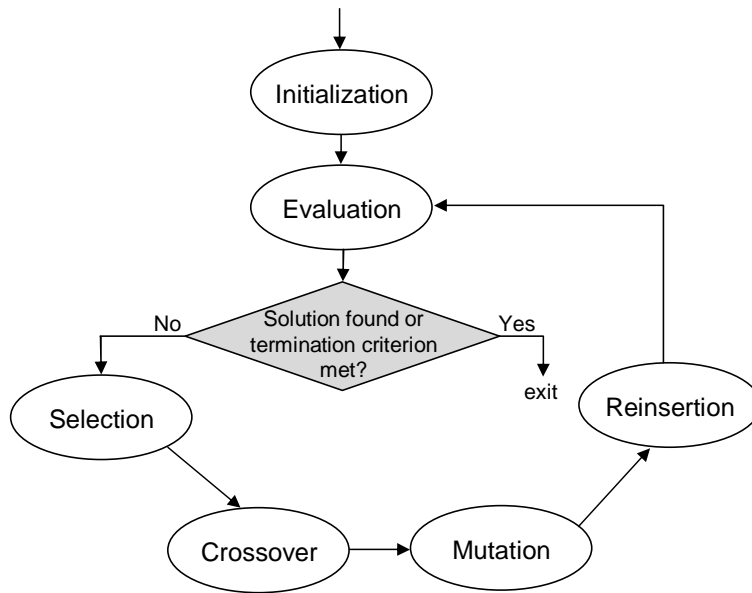 Initialization
Evaluation
No
Solution found or
termination criterion
met?
Yes
exit
Selection
Reinsertion
Crossover
Mutation